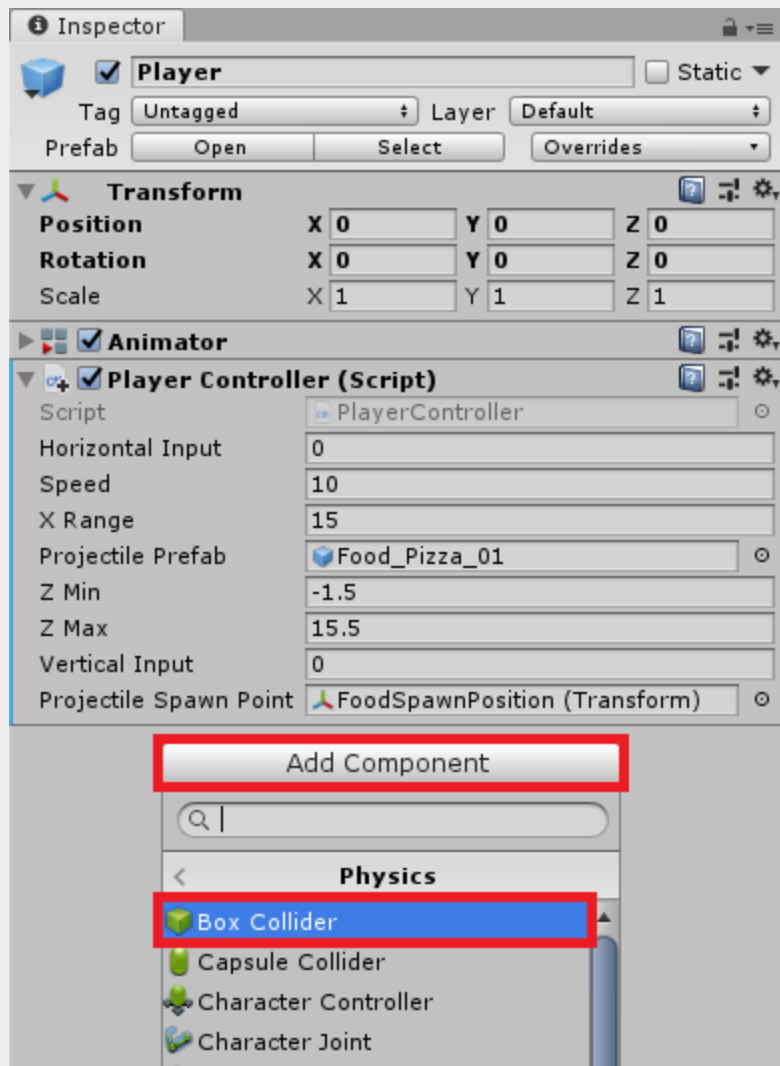 Inspector
Player Static
Tag Untagged Layer Default
Prefab Open Select Overrides
Transform
Position X 0 Y 0 Z 0
Rotation X 0 Y 0 Z 0
Scale X 1 Y 1 Z 1
Animator
Player Controller (Script)
Script PlayerController
Horizontal Input 0
Speed 10
X Range 15
Projectile Prefab Food_Pizza_01
Z Min -1.5
Z Max 15.5
Vertical Input 0
Projectile Spawn Point FoodSpawnPosition (Transform)
Add Component
Physics
Box Collider
Capsule Collider
Character Controller
Character Joint